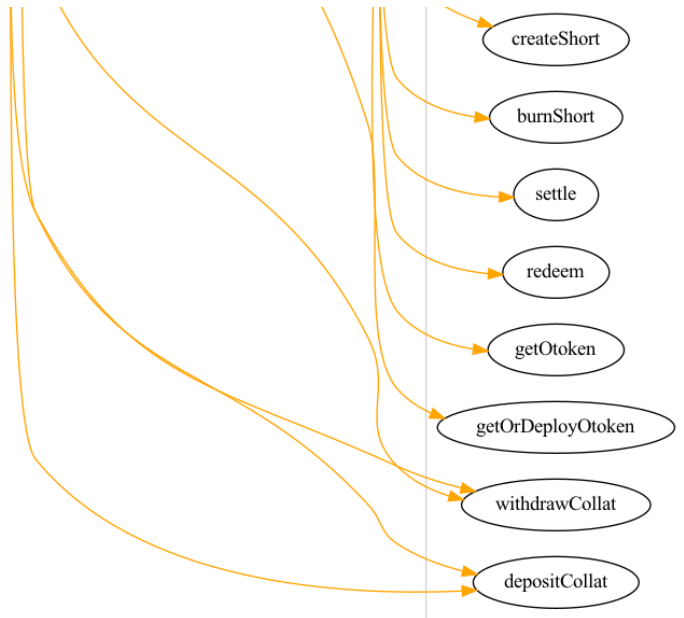 createShort
burnShort
settle
redeem
getOtoken
getOrDeployOtoken
withdrawCollat
depositCollat